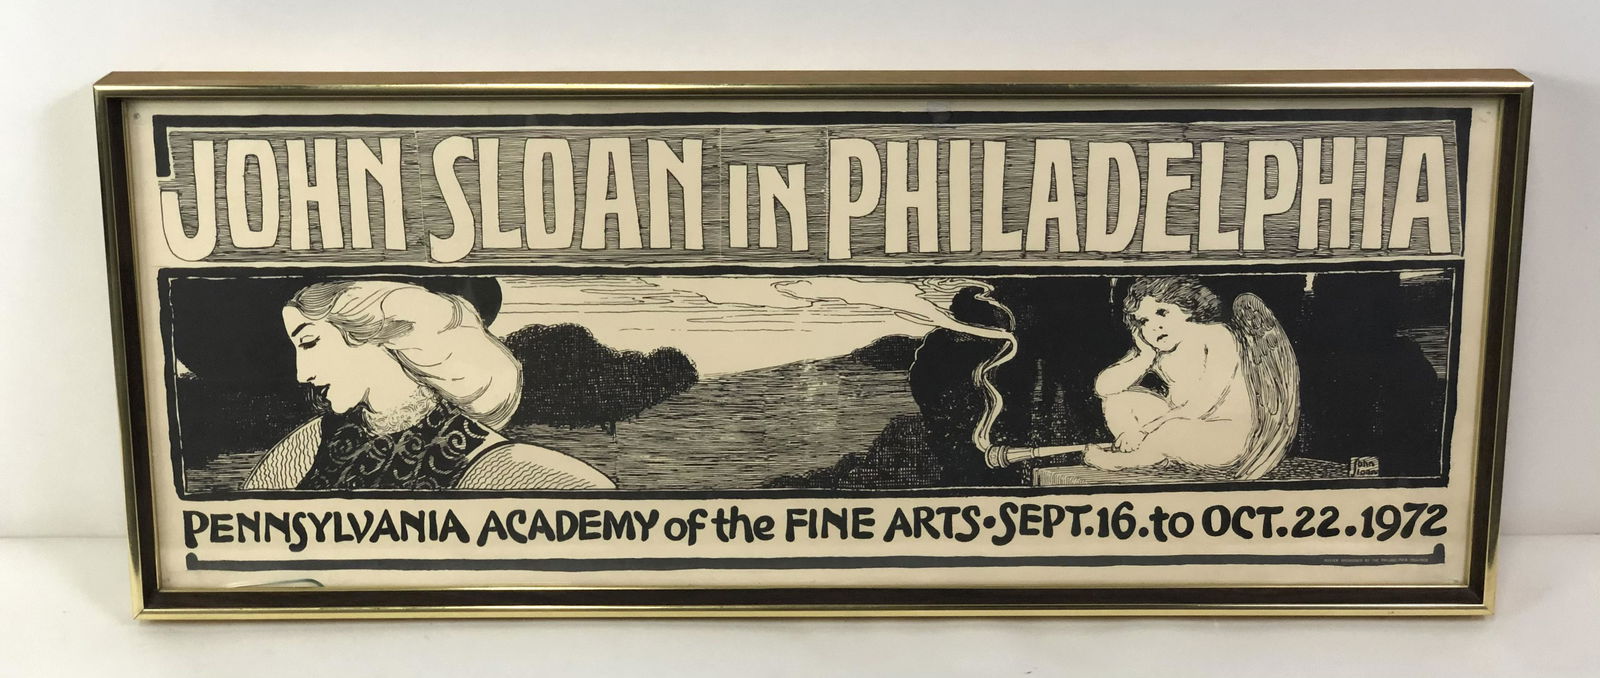 JOHN SLOAN IN PHILADELPHIA
John Sloan
PENNSYLVANIA ACADEMY of the FINE ARTS•SEPT.16.to OCT.22.1972